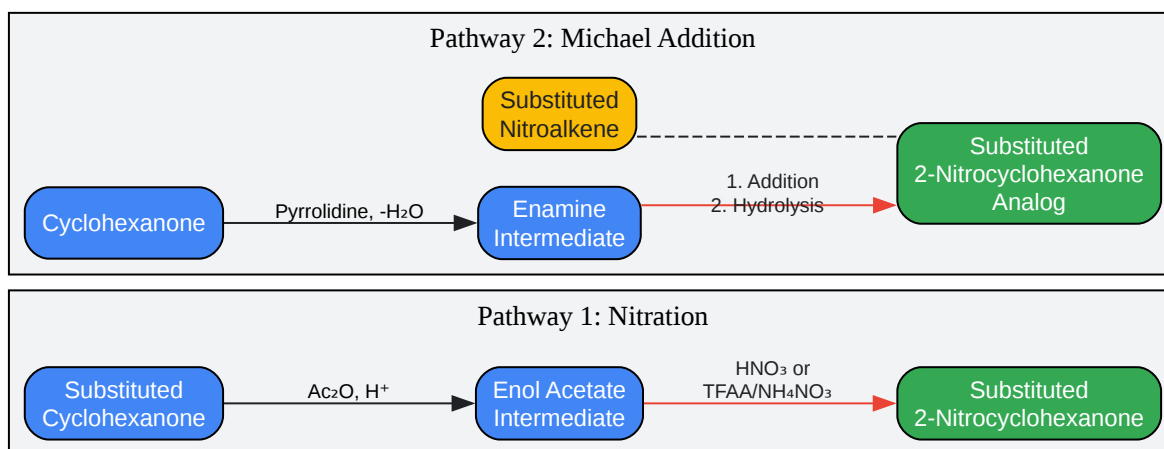 Pathway 2: Michael Addition
Substituted
Nitroalkene
Cyclohexanone
Pyrrolidine, -H₂O
Enamine
Intermediate
1. Addition
2. Hydrolysis
Substituted
2-Nitrocyclohexanone
Analog
Pathway 1: Nitration
Substituted
Cyclohexanone
Ac₂O, H⁺
Enol Acetate
Intermediate
HNO₃ or
TFAA/NH₄NO₃
Substituted
2-Nitrocyclohexanone